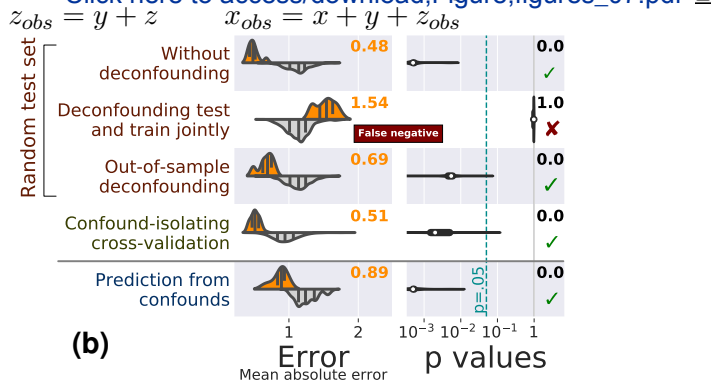 Click here to access/download;Figure;figures_07.pdf
z_obs = y + z    x_obs = x + y + z_obs
Random test set
Without
deconfounding
0.48
0.0
✓
Deconfounding test
and train jointly
1.54
False negative
1.0
✘
Out-of-sample
deconfounding
0.69
0.0
✓
Confound-isolating
cross-validation
0.51
0.0
✓
Prediction from
confounds
0.89
p=.05
0.0
✓
1 2
10⁻³ 10⁻² 10⁻¹ 1
(b)
Error
Mean absolute error
p values